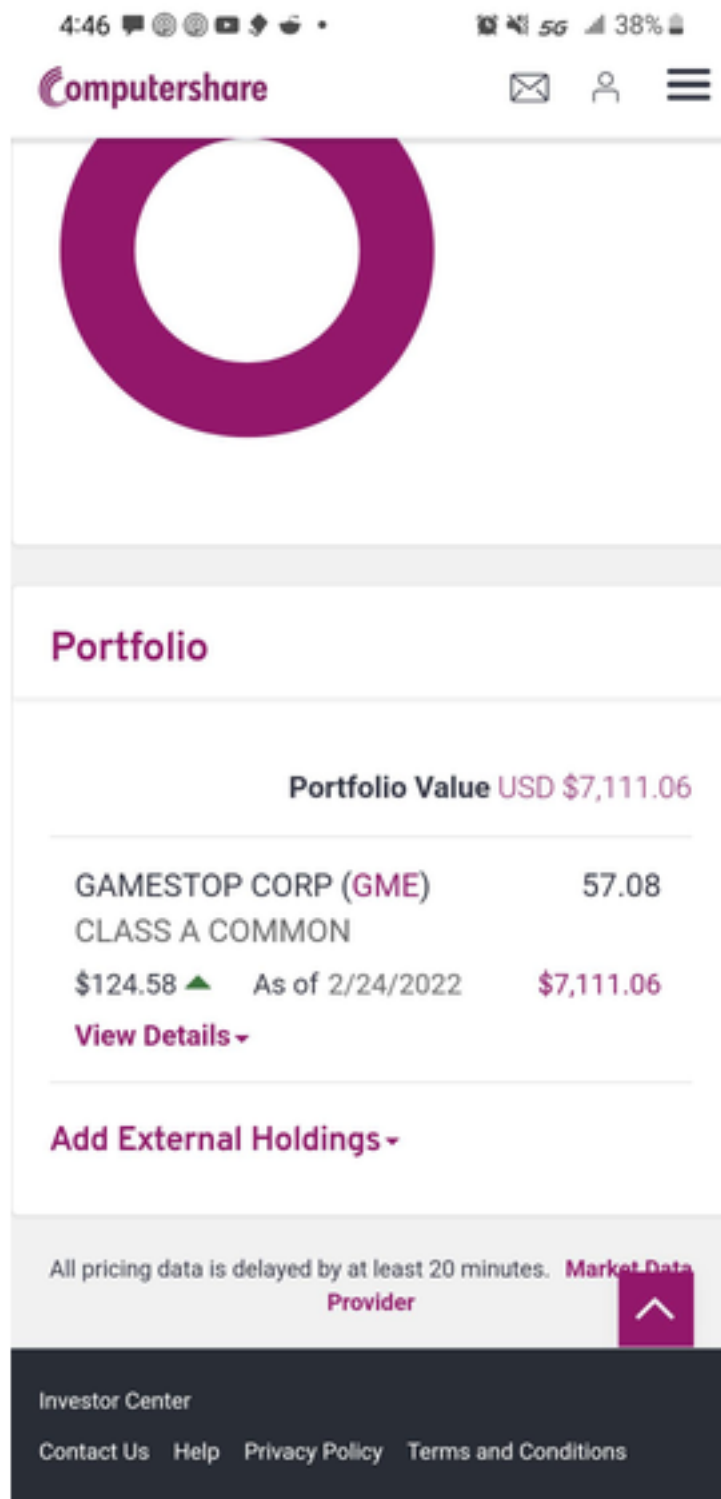 4:46 5G 38%
Computershare
Portfolio
Portfolio Value USD $7,111.06
GAMESTOP CORP (GME) 57.08
CLASS A COMMON
$124.58 As of 2/24/2022 $7,111.06
View Details
Add External Holdings
All pricing data is delayed by at least 20 minutes. Market Data
Provider
Investor Center
Contact Us Help Privacy Policy Terms and Conditions